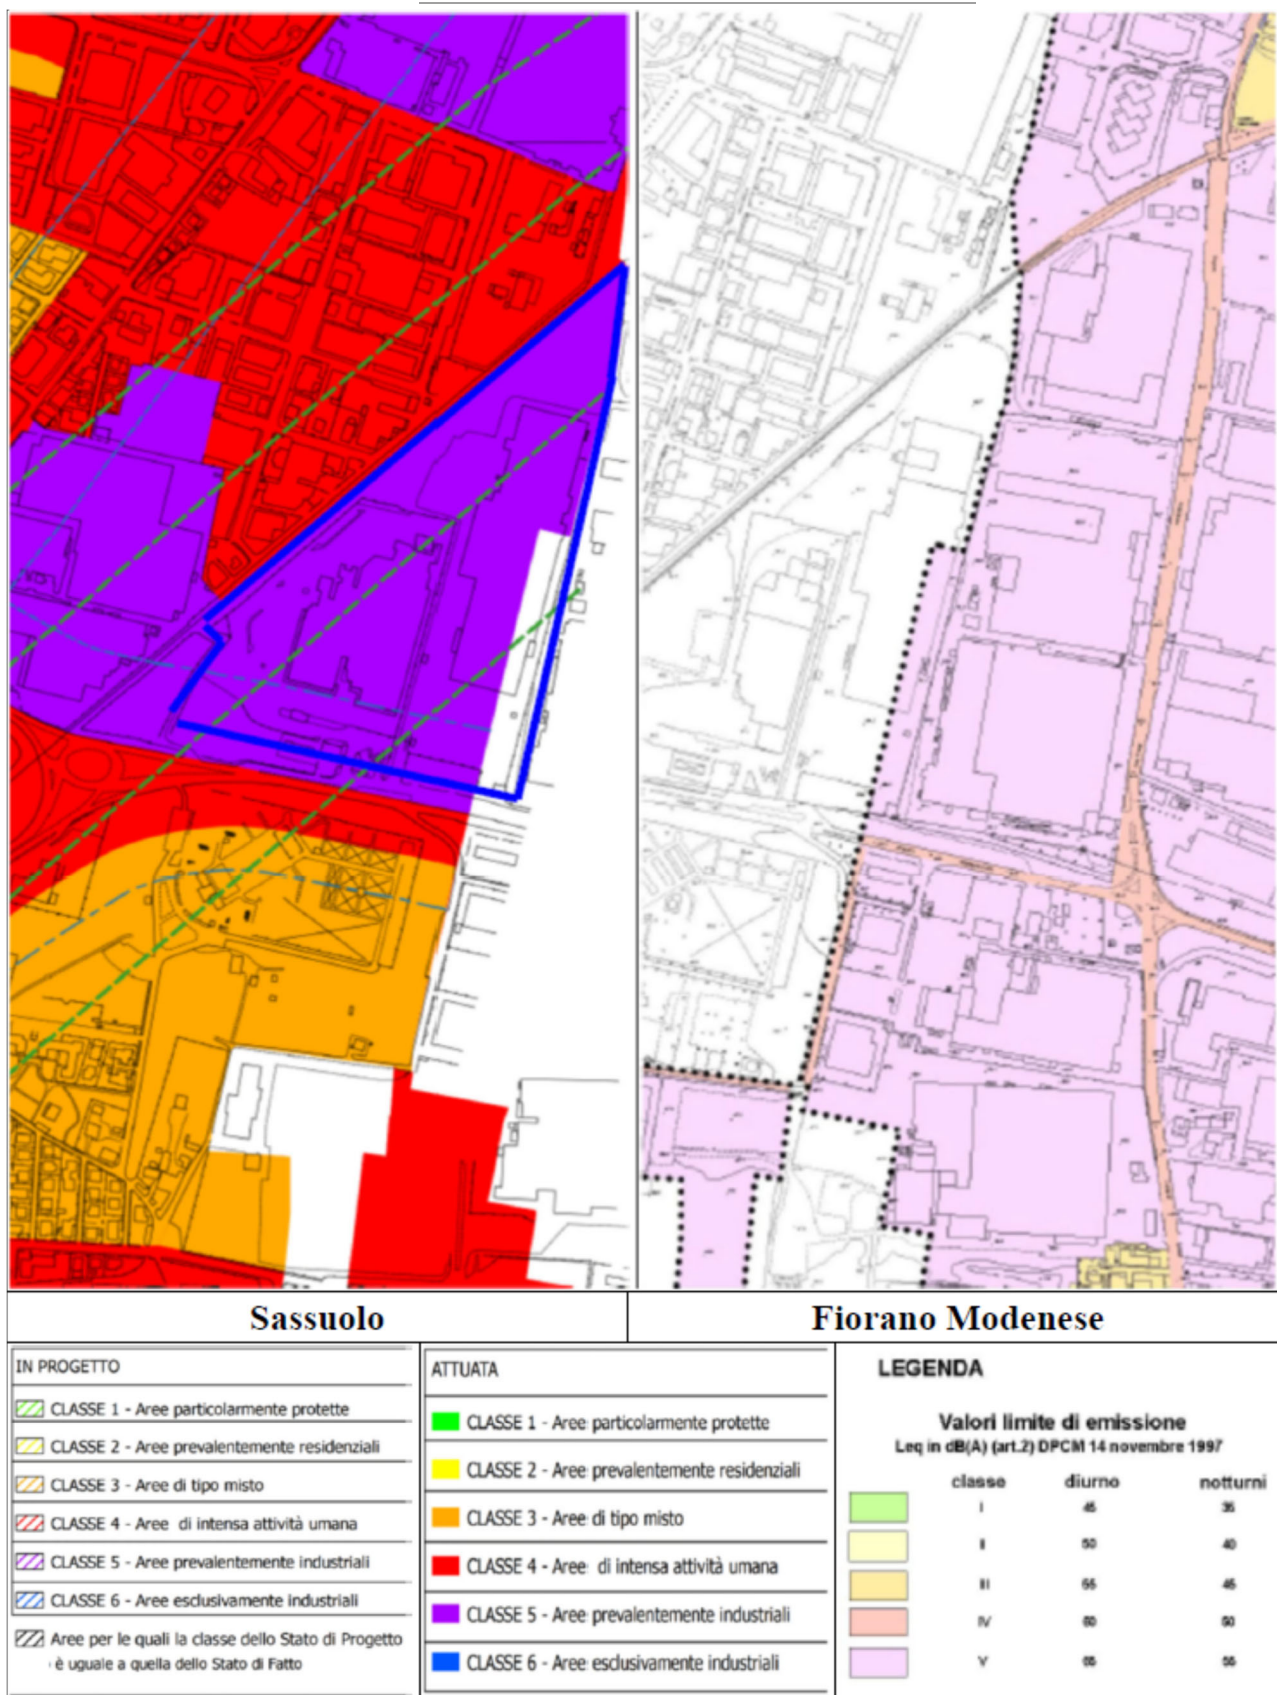 Sassuolo
Fiorano Modenese
IN PROGETTO
CLASSE 1 - Aree particolarmente protette
CLASSE 2 - Aree prevalentemente residenziali
CLASSE 3 - Aree di tipo misto
CLASSE 4 - Aree di intensa attività umana
CLASSE 5 - Aree prevalentemente industriali
CLASSE 6 - Aree esclusivamente industriali
Aree per le quali la classe dello Stato di Progetto
è uguale a quella dello Stato di Fatto
ATTUATA
CLASSE 1 - Aree particolarmente protette
CLASSE 2 - Aree prevalentemente residenziali
CLASSE 3 - Aree di tipo misto
CLASSE 4 - Aree di intensa attività umana
CLASSE 5 - Aree prevalentemente industriali
CLASSE 6 - Aree esclusivamente industriali
LEGENDA
Valori limite di emissione
Leq in dB(A) (art.2) DPCM 14 novembre 1997
classe diurno notturni
I 45 35
II 50 40
III 55 45
IV 60 50
V 65 55